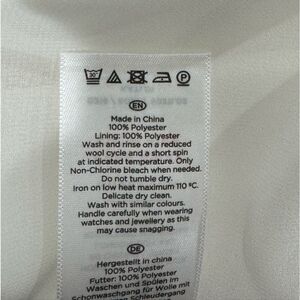 30
P
EN
Made in China
100% Polyester
Lining: 100% Polyester
Wash and rinse on a reduced
wool cycle and a short spin
at indicated temperature. Only
Non-Chlorine bleach when needed.
Do not tumble dry.
Iron on low heat maximum 110 ºC.
Delicate dry clean.
Wash with similar colours.
Handle carefully when wearing
watches and jewellery as this
may cause snagging.
DE
Hergestellt in china
100% Polyester
Futter: 100% Polyester
Waschen und Spülen im
Schonwaschgang für Wolle mit
Schleudergang